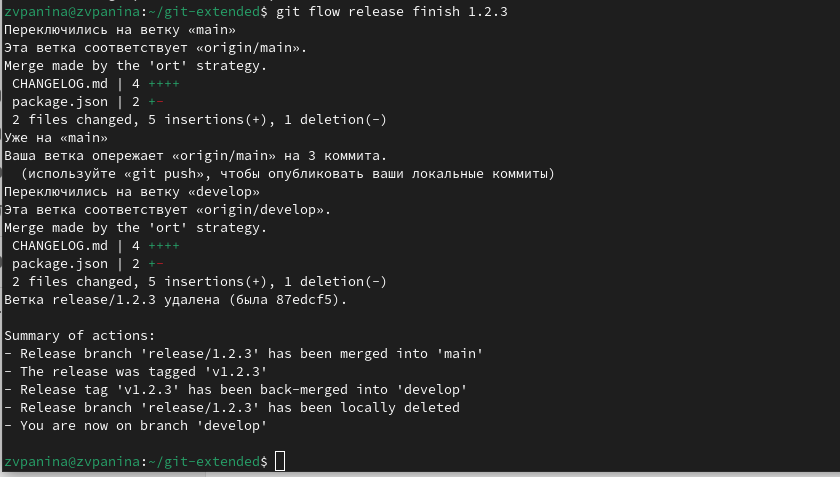 zvpanina@zvpanina:~/git-extended$ git flow release finish 1.2.3
Переключились на ветку «main»
Эта ветка соответствует «origin/main».
Merge made by the 'ort' strategy.
 CHANGELOG.md | 4 ++++
 package.json | 2 +-
 2 files changed, 5 insertions(+), 1 deletion(-)
Уже на «main»
Ваша ветка опережает «origin/main» на 3 коммита.
  (используйте «git push», чтобы опубликовать ваши локальные коммиты)
Переключились на ветку «develop»
Эта ветка соответствует «origin/develop».
Merge made by the 'ort' strategy.
 CHANGELOG.md | 4 ++++
 package.json | 2 +-
 2 files changed, 5 insertions(+), 1 deletion(-)
Ветка release/1.2.3 удалена (была 87edcf5).

Summary of actions:
- Release branch 'release/1.2.3' has been merged into 'main'
- The release was tagged 'v1.2.3'
- Release tag 'v1.2.3' has been back-merged into 'develop'
- Release branch 'release/1.2.3' has been locally deleted
- You are now on branch 'develop'

zvpanina@zvpanina:~/git-extended$